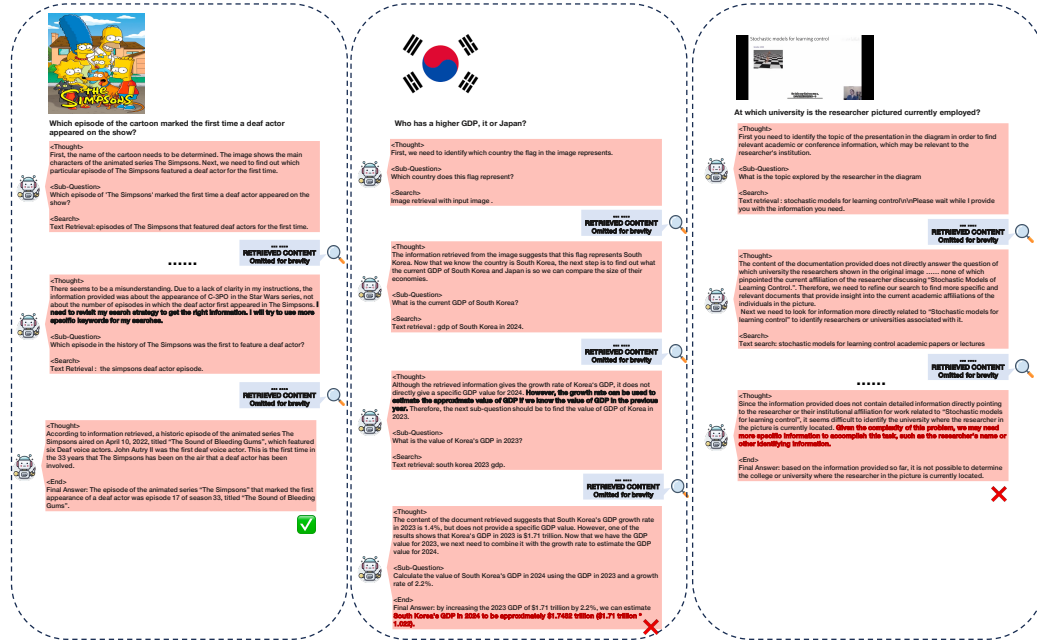 THE
SIMPSONS
Which episode of the cartoon marked the first time a deaf actor
appeared on the show?
<Thought>
First, the name of the cartoon needs to be determined. The image shows the main
characters of the animated series The Simpsons. Next, we need to find out which
particular episode of The Simpsons featured a deaf actor for the first time.
<Sub-Question>
Which episode of 'The Simpsons' marked the first time a deaf actor appeared on the
show?
<Search>
Text Retrieval: episodes of The Simpsons that featured deaf actors for the first time.
... ....
RETRIEVED CONTENT
Omitted for brevity
......
<Thought>
There seems to be a misunderstanding. Due to a lack of clarity in my instructions, the
information provided was about the appearance of C-3PO in the Star Wars series, not
the number of episodes in which the deaf actor first appeared in The Simpsons. I
need to revisit my search strategy to get the right information. I will try to use more
specific keywords for my searches.
<Sub-Question>
Which episode in the history of The Simpsons was the first to feature a deaf actor?
<Search>
Text Retrieval : the simpsons deaf actor episode.
... ....
RETRIEVED CONTENT
Omitted for brevity
<Thought>
According to information retrieved, a historic episode of the animated series The
Simpsons aired on April 10, 2022, titled "The Sound of Bleeding Gums", which featured
six Deaf voice actors. John Autry II was the first deaf voice actor. This is the first time in
the 33 years that The Simpsons has been on the air that a deaf actor has been
involved.
<End>
Final Answer: The episode of the animated series "The Simpsons" that marked the first
appearance of a deaf actor was episode 17 of season 33, titled "The Sound of Bleeding
Gums".
Who has a higher GDP, it or Japan?
<Thought>
First, we need to identify which country the flag in the image represents.
<Sub-Question>
Which country does this flag represent?
<Search>
Image retrieval with input image .
... ....
RETRIEVED CONTENT
Omitted for brevity
<Thought>
The information retrieved from the image suggests that this flag represents South
Korea. Now that we know the country is South Korea, the next step is to find out what
the current GDP of South Korea and Japan is so we can compare the size of their
economies.
<Sub-Question>
What is the current GDP of South Korea?
<Search>
Text retrieval : gdp of South Korea in 2024.
... ....
RETRIEVED CONTENT
Omitted for brevity
<Thought>
Although the retrieved information gives the growth rate of Korea's GDP, it does not
directly give a specific GDP value for 2024. However, the growth rate can be used to
estimate the approximate value of GDP if we know the value of GDP in the previous
year. Therefore, the next sub-question should be to find the value of GDP of Korea in
2023.
<Sub-Question>
What is the value of Korea's GDP in 2023?
<Search>
Text retrieval: south korea 2023 gdp.
... ....
RETRIEVED CONTENT
Omitted for brevity
<Thought>
The content of the document retrieved suggests that South Korea's GDP growth rate
in 2023 is 1.4%, but does not provide a specific GDP value. However, one of the
results shows that Korea's GDP in 2023 is $1.71 trillion. Now that we have the GDP
value for 2023, we next need to combine it with the growth rate to estimate the GDP
value for 2024.
<Sub-Question>
Calculate the value of South Korea's GDP in 2024 using the GDP in 2023 and a growth
rate of 2.2%.
<End>
Final Answer: by increasing the 2023 GDP of $1.71 trillion by 2.2%, we can estimate
South Korea's GDP in 2024 to be approximately $1.7482 trillion ($1.71 trillion *
1.022).
Stochastic models for learning control
At which university is the researcher pictured currently employed?
<Thought>
First you need to identify the topic of the presentation in the diagram in order to find
relevant academic or conference information, which may be relevant to the
researcher's institution.
<Sub-Question>
What is the topic explored by the researcher in the diagram
<Search>
Text retrieval : stochastic models for learning control\n\nPlease wait while I provide
you with the information you need.
... ....
RETRIEVED CONTENT
Omitted for brevity
<Thought>
The content of the documentation provided does not directly answer the question of
which university the researchers shown in the original image ....... none of which
pinpointed the current affiliation of the researcher discussing "Stochastic Models of
Learning Control.". Therefore, we need to refine our search to find more specific and
relevant documents that provide insight into the current academic affiliations of the
individuals in the picture.
Next we need to look for information more directly related to "Stochastic models for
learning control" to identify researchers or universities associated with it.
<Search>
Text search: stochastic models for learning control academic papers or lectures
......
... ....
RETRIEVED CONTENT
Omitted for brevity
<Thought>
Since the information provided does not contain detailed information directly pointing
to the researcher or their institutional affiliation for work related to "Stochastic models
for learning control", it seems difficult to identify the university where the researcher in
the picture is currently located. Given the complexity of this problem, we may need
more specific information to accomplish this task, such as the researcher's name or
other identifying information.
<End>
Final Answer: based on the information provided so far, it is not possible to determine
the college or university where the researcher in the picture is currently located.